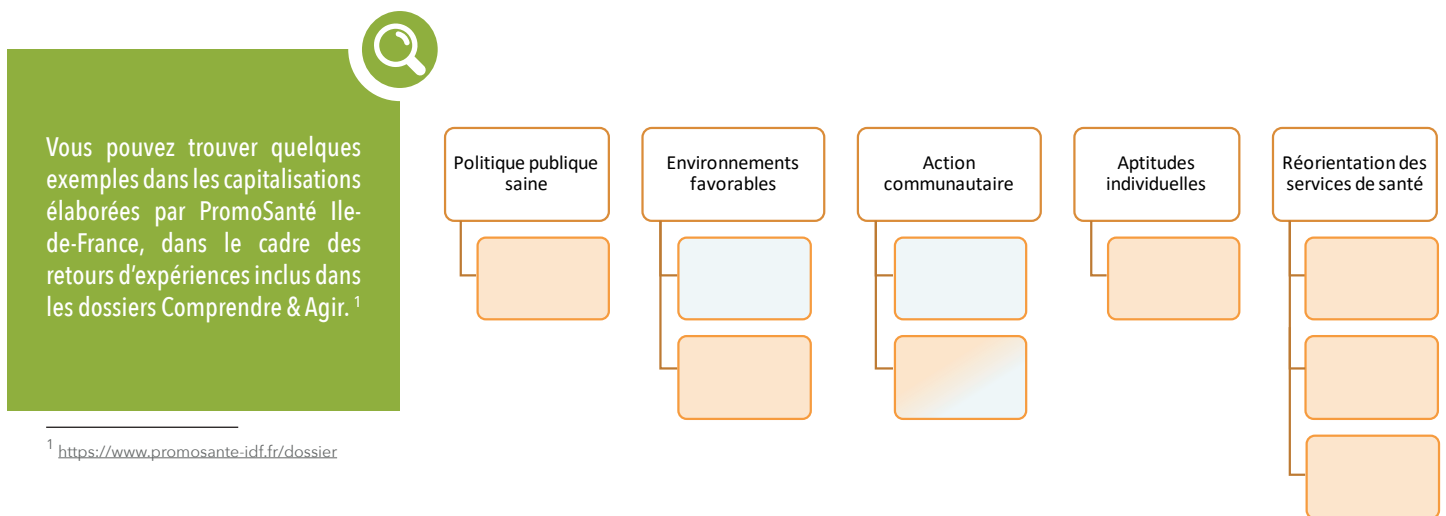 Vous pouvez trouver quelques
exemples dans les capitalisations
élaborées par PromoSanté Ile-
de-France, dans le cadre des
retours d'expériences inclus dans
les dossiers Comprendre & Agir. 1
1 https://www.promosante-idf.fr/dossier
Politique publique
saine
Environnements
favorables
Action
communautaire
Aptitudes
individuelles
Réorientation des
services de santé